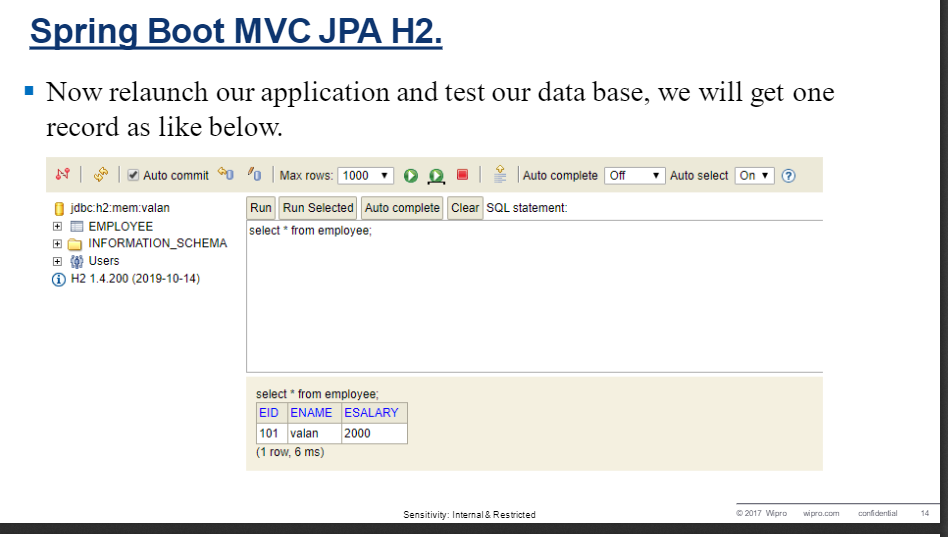 Spring Boot MVC JPA H2.
Now relaunch our application and test our data base, we will get one
record as like below.
Auto commit Max rows: 1000 Auto complete Off Auto select On ?
jdbc:h2:mem:valan
EMPLOYEE
INFORMATION_SCHEMA
Users
H2 1.4.200 (2019-10-14)
Run Run Selected Auto complete Clear SQL statement:
select * from employee;
select * from employee;
EID ENAME ESALARY
101 valan 2000
(1 row, 6 ms)
Sensitivity: Internal & Restricted
© 2017 Wipro wipro.com confidential 14